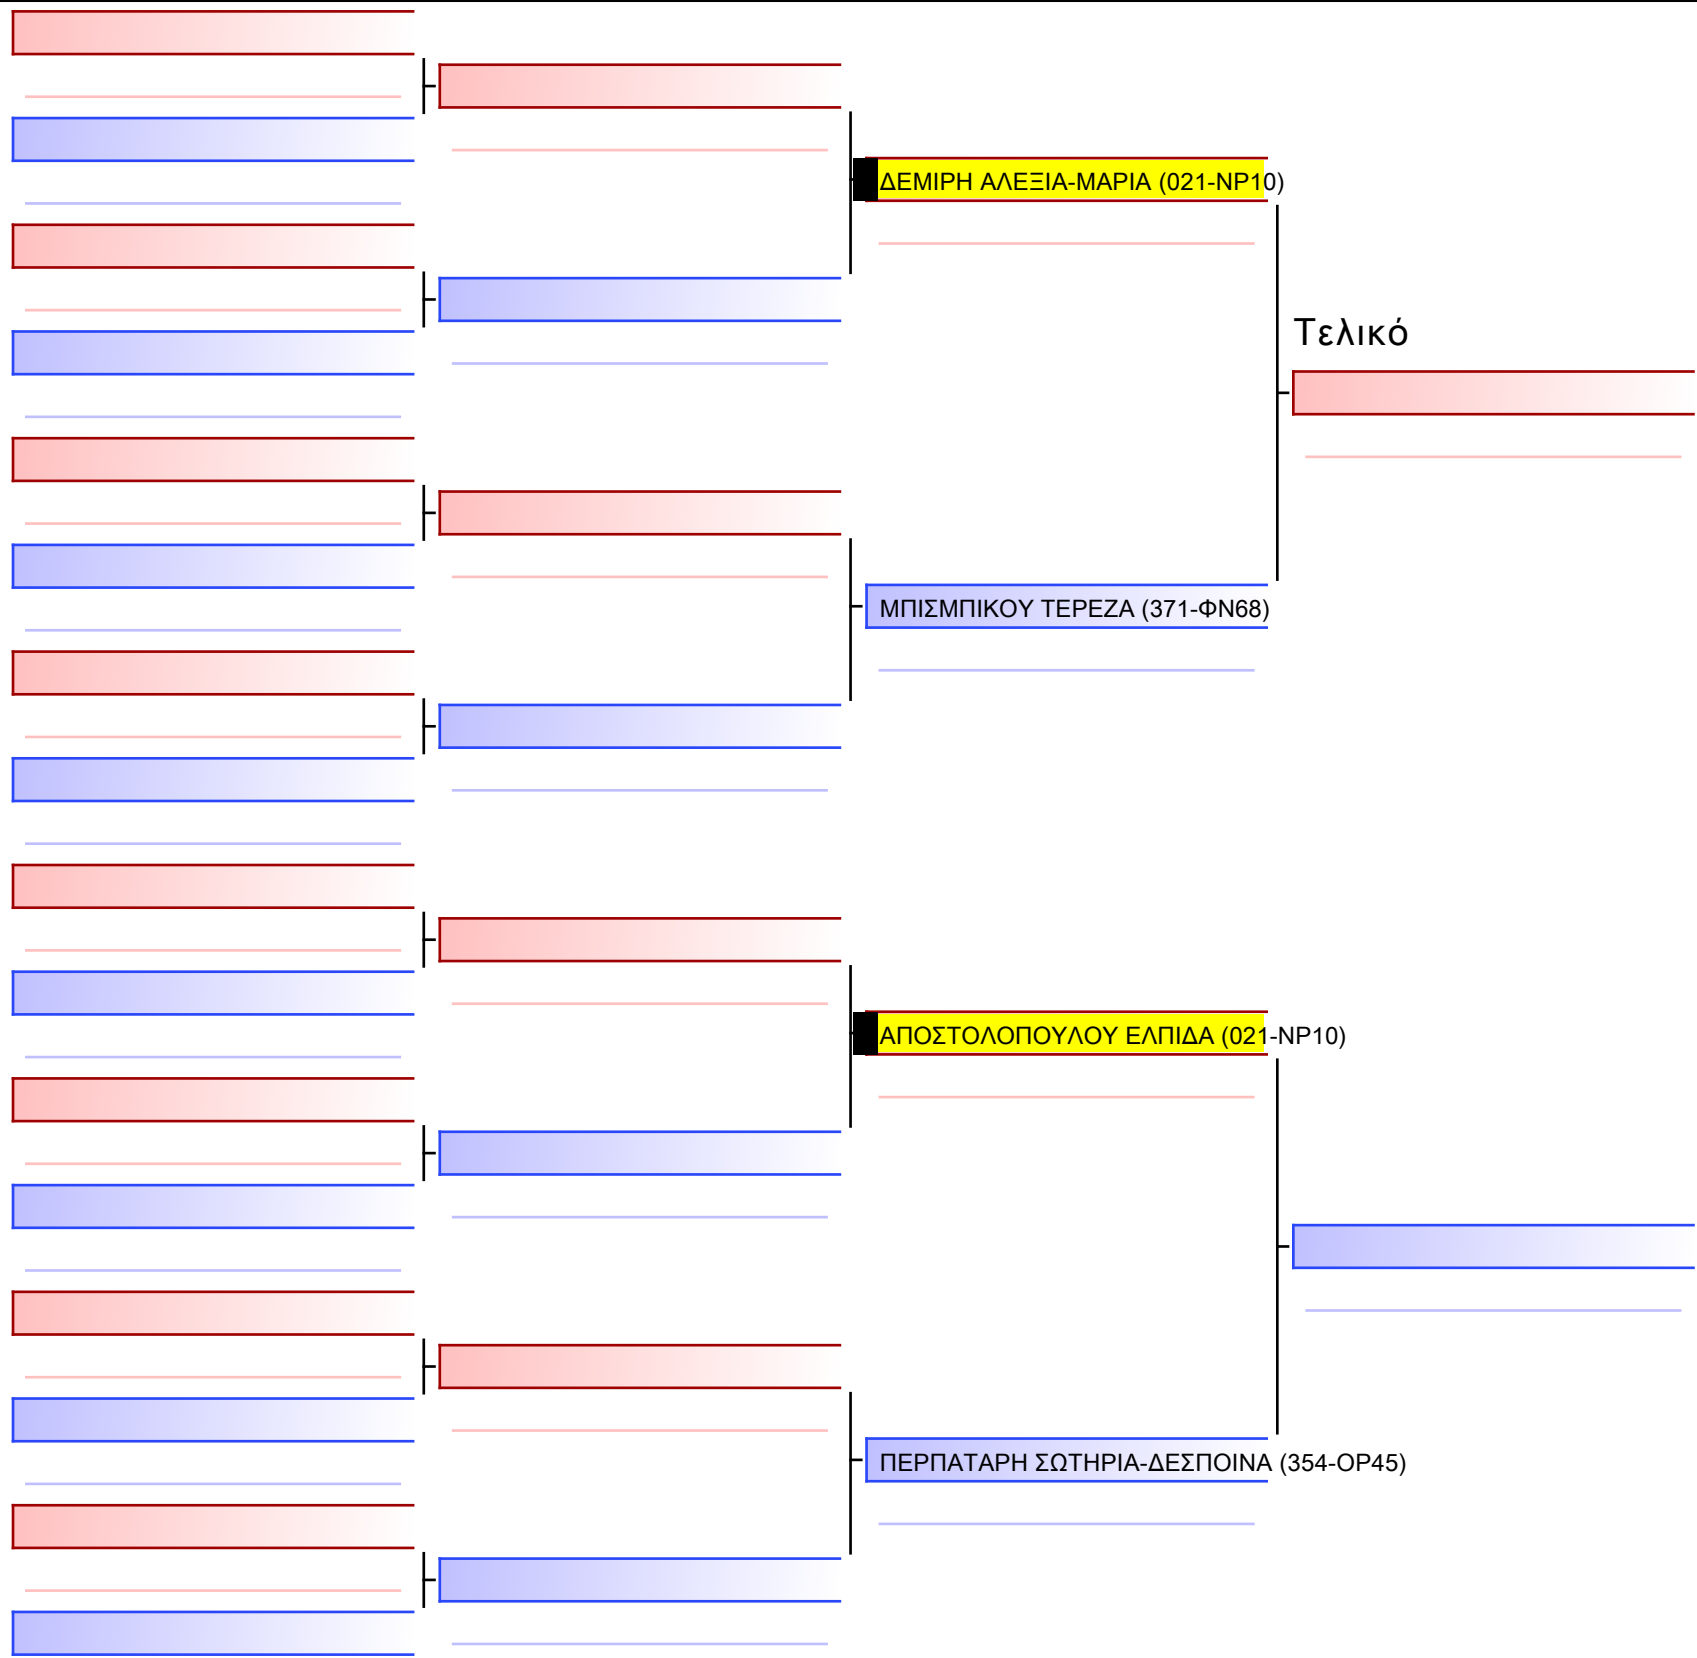 ΔΕΜΙΡΗ ΑΛΕΞΙΑ-ΜΑΡΙΑ (021-ΝΡ10)
Τελικό
ΜΠΙΣΜΠΙΚΟΥ ΤΕΡΕΖΑ (371-ΦΝ68)
ΑΠΟΣΤΟΛΟΠΟΥΛΟΥ ΕΛΠΙΔΑ (021-ΝΡ10)
ΠΕΡΠΑΤΑΡΗ ΣΩΤΗΡΙΑ-ΔΕΣΠΟΙΝΑ (354-ΟΡ45)